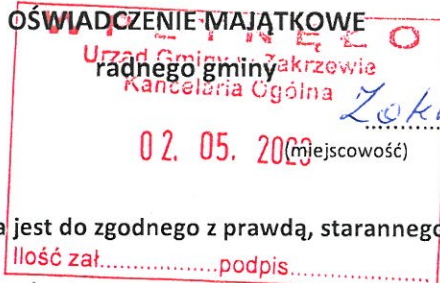 OŚWIADCZENIE MAJĄTKOWE
WPŁYNĘŁO
Urząd Gminy w Zakrzewie
radnego gminy
Kancelaria Ogólna
02. 05.
(miejscowość)
jest do zgodnego z prawdą, starannego
Ilość zał..................podpis......................